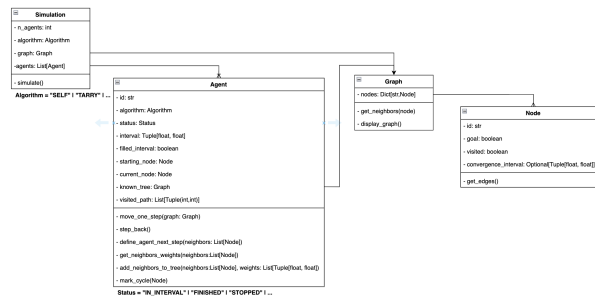 Simulation
- n_agents: int
- algorithm: Algorithm
- graph: Graph
-agents: List[Agent]
- simulate()
Algorithm = "SELF" I "TARRY" I ...
Agent
- id: str
- algorithm: Algorithm
- status: Status
- interval: Tuple[float, float]
- filled_interval: boolean
- starting_node: Node
- current_node: Node
- known_tree: Graph
- visited_path: List[Tuple(int,int)]
- move_one_step(graph: Graph)
- step_back()
- define_agent_next_step(neighbors: List[Node])
- get_neighbors_weights(neighbors:List[Node])
- add_neighbors_to_tree(neighbors:List[Node], weights: List[Tuple[float, float])
- mark_cycle(Node)
Status = "IN_INTERVAL" I "FINISHED" I "STOPPED" I ...
Graph
- nodes: Dict[str,Node]
- get_neighbors(node)
- display_graph()
Node
- id: str
- goal: boolean
- visited: boolean
- convergence_interval: Optional[Tuple[float, float]]
- get_edges()